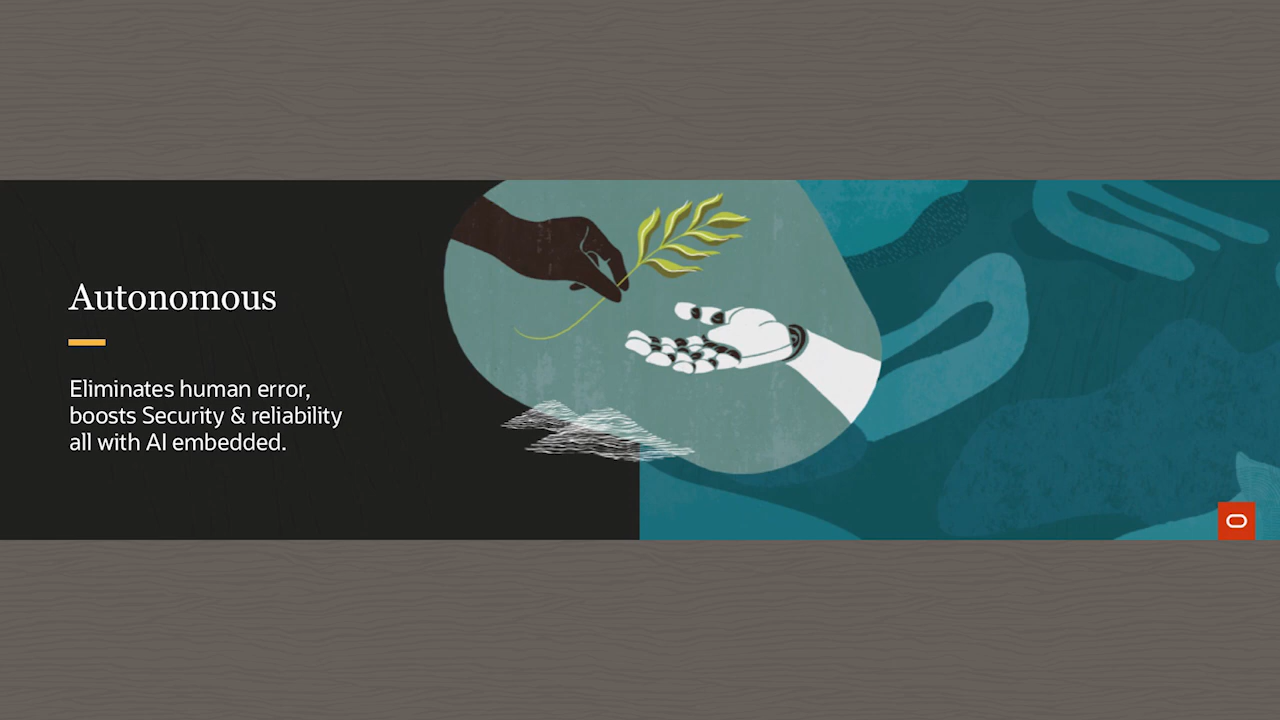 Autonomous
Eliminates human error,
boosts Security & reliability
all with AI embedded.